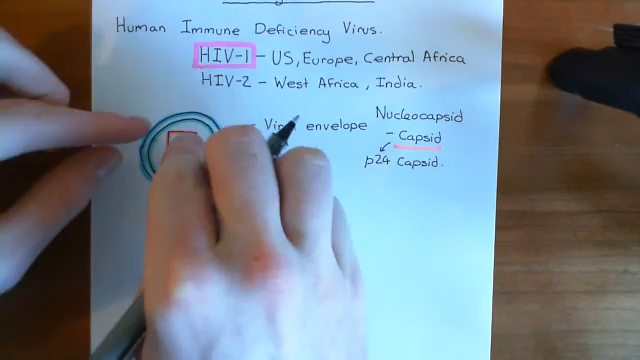 Human Immune Deficiency Virus.
HIV-1 - US, Europe, Central Africa
HIV-2 - West Africa, India.
envelope
Nucleocapsid
- Capsid
p24 Capsid.